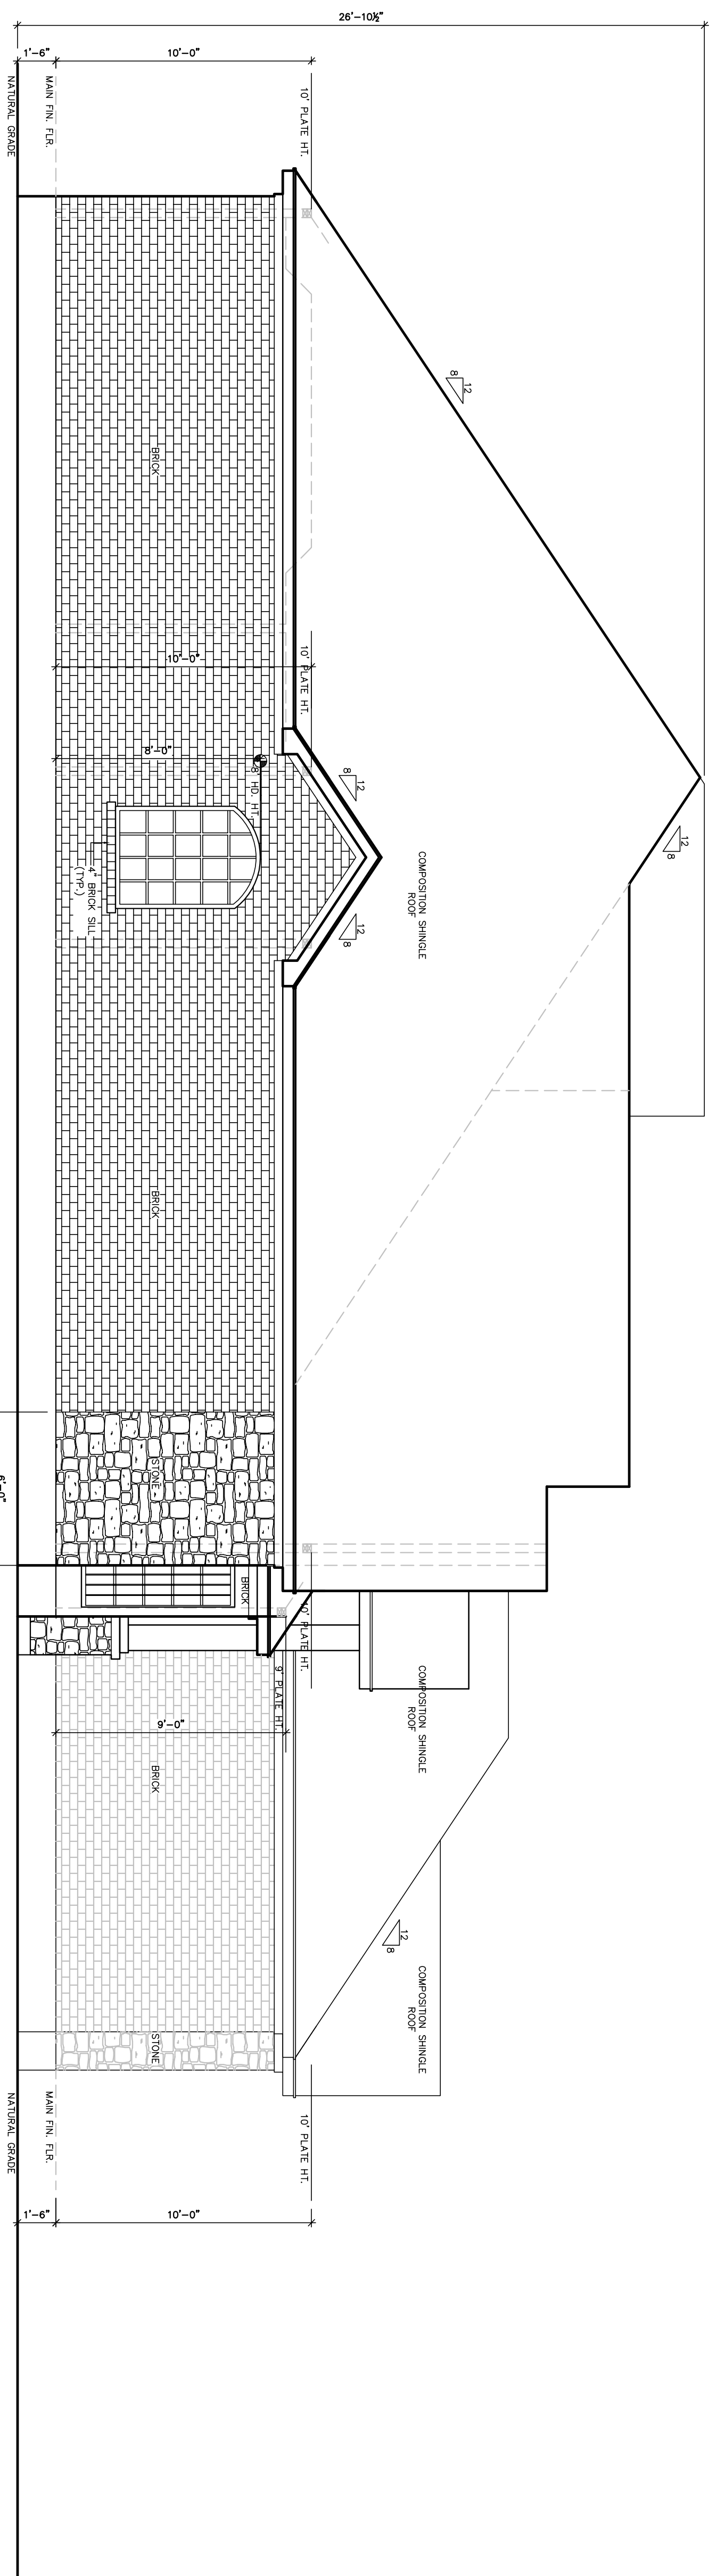 26'-10½"
1'-6"
10'-0"
NATURAL GRADE
MAIN FIN. FLR.
10' PLATE HT.
12
8
BRICK
10'-0"
10' PLATE HT.
8'-0"
8' HD. HT.
12
8
12
8
12
8
4" BRICK SILL
(TYP.)
COMPOSITION SHINGLE
ROOF
BRICK
STONE
6'-0"
BRICK
10' PLATE HT.
9' PLATE HT.
9'-0"
COMPOSITION SHINGLE
ROOF
BRICK
12
8
COMPOSITION SHINGLE
ROOF
STONE
10' PLATE HT.
MAIN FIN. FLR.
NATURAL GRADE
1'-6"
10'-0"